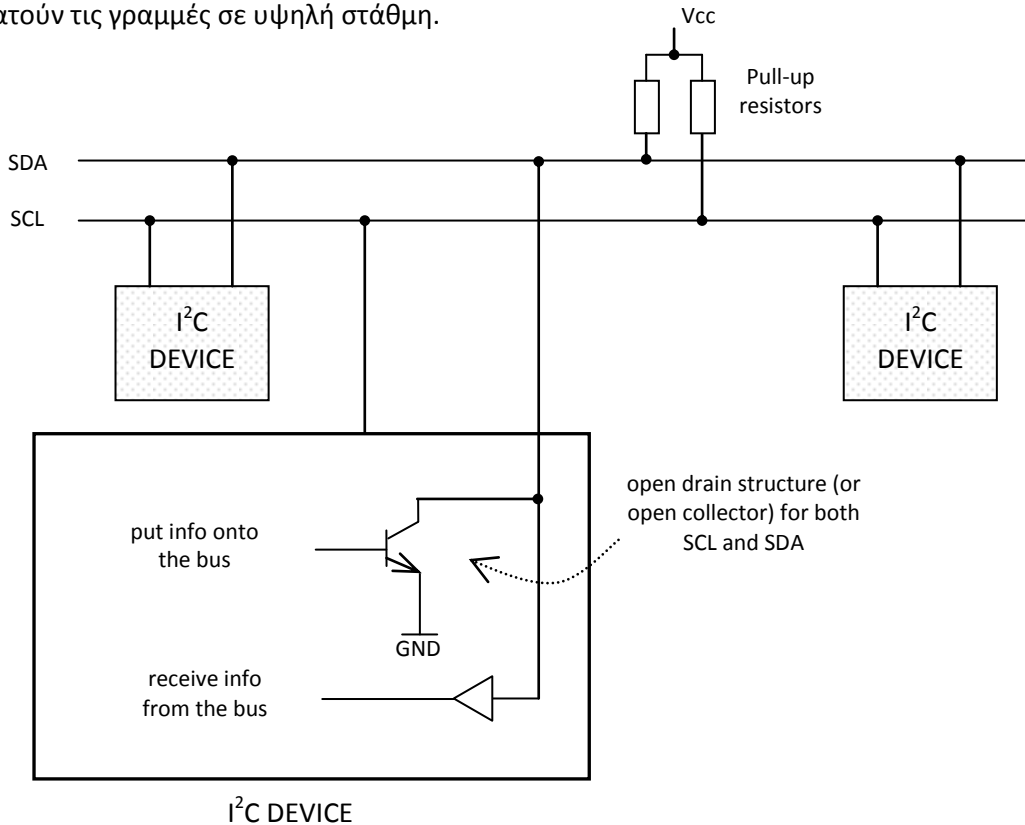 τις γραμμές σε υψηλή στάθμη.
Vcc
Pull-up
resistors
SDA
SCL
I²C
DEVICE
I²C
DEVICE
put info onto
the bus
open drain structure (or
open collector) for both
SCL and SDA
GND
receive info
from the bus
I²C DEVICE